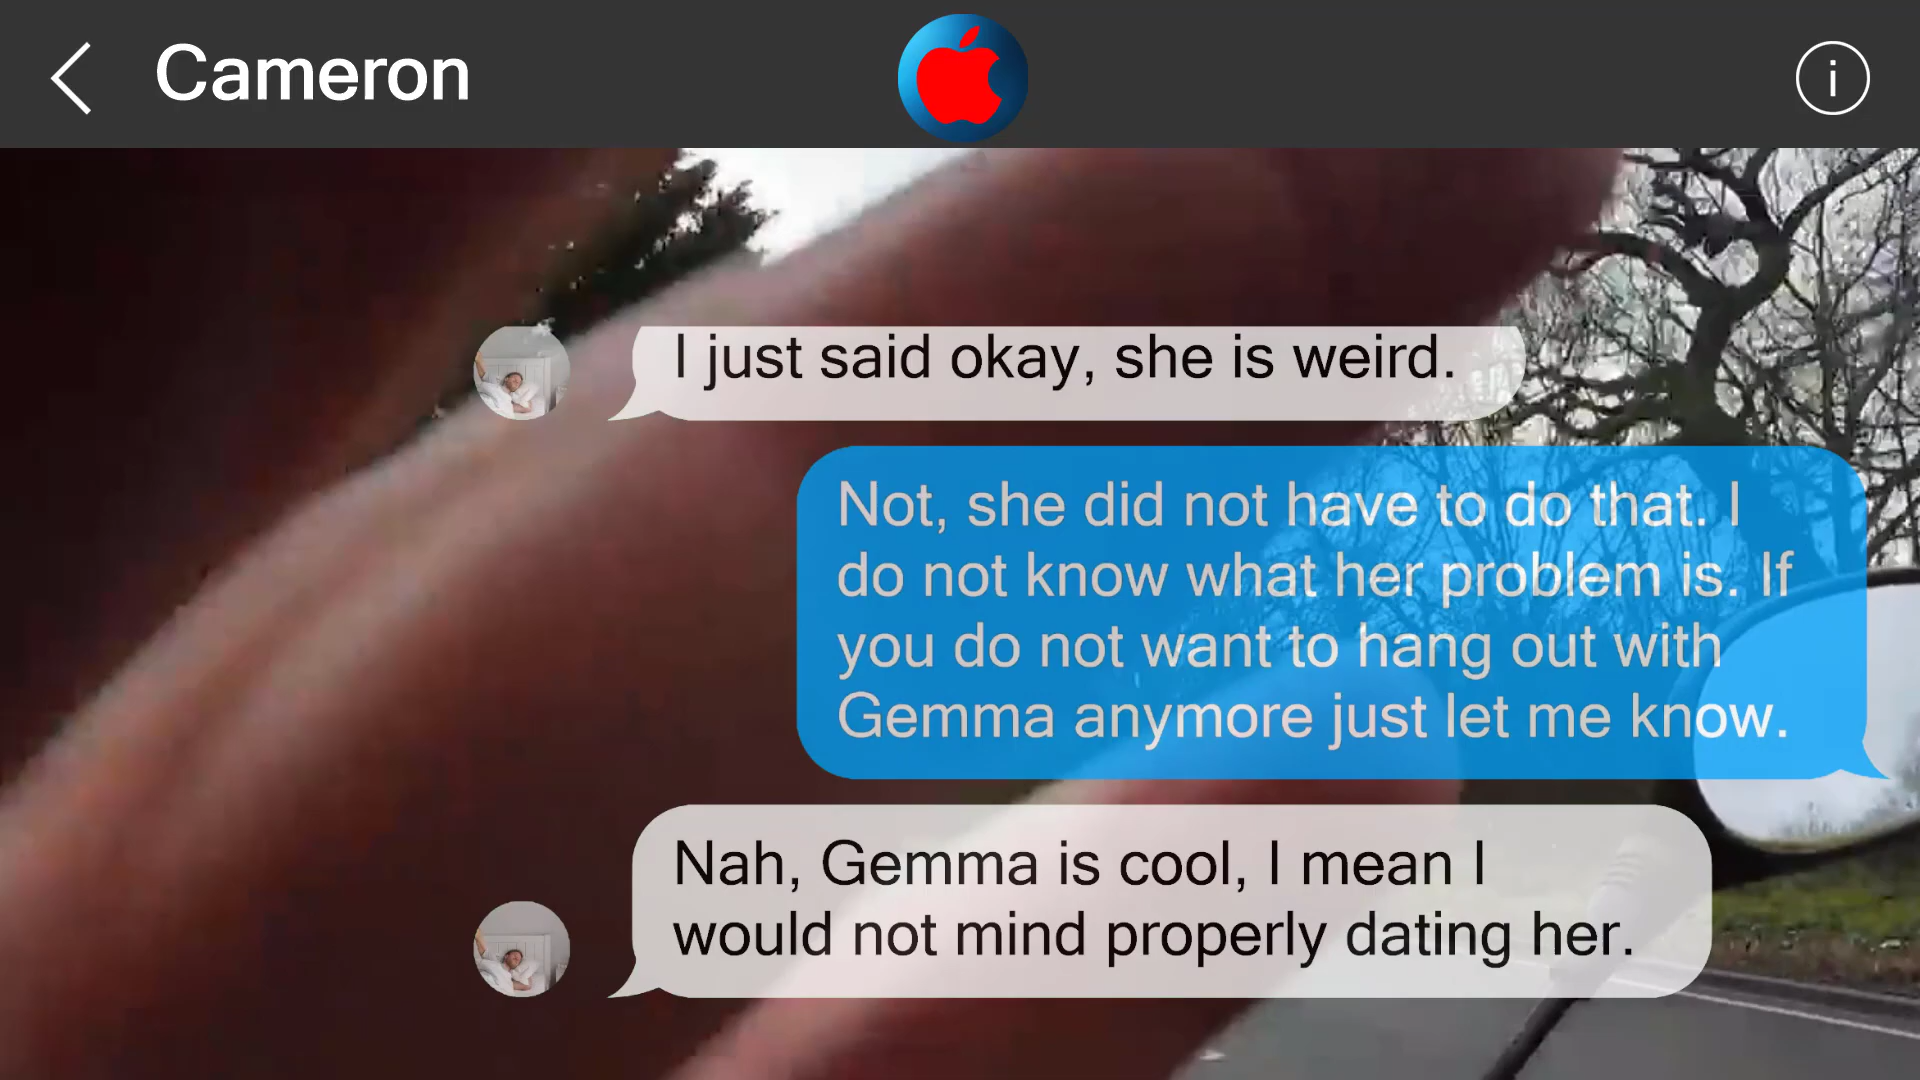 Cameron
i
I just said okay, she is weird.
Not, she did not have to do that. I
do not know what her problem is. If
you do not want to hang out with
Gemma anymore just let me know.
Nah, Gemma is cool, I mean I
would not mind properly dating her.